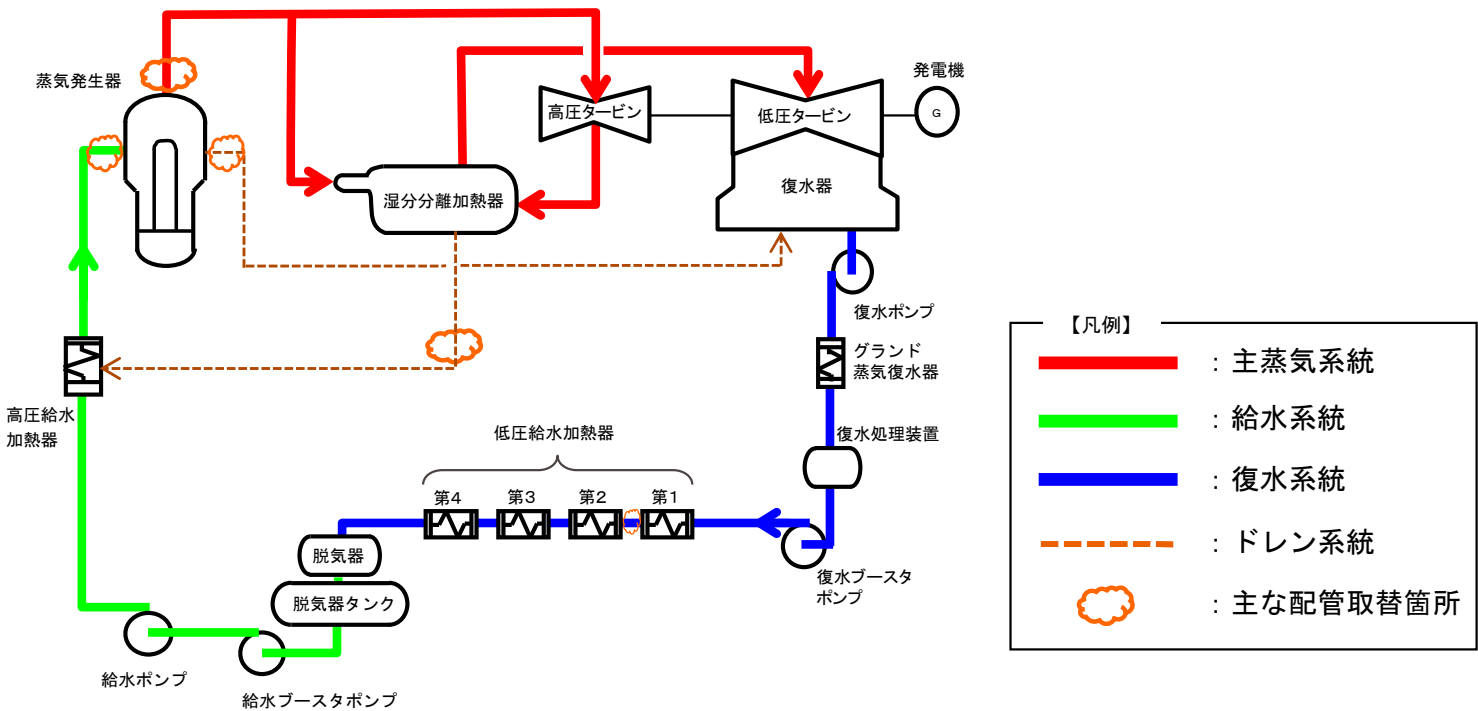 蒸気発生器
発電機
高圧タービン
低圧タービン
G
湿分分離加熱器
復水器
復水ポンプ
グランド
蒸気復水器
高圧給水
加熱器
復水処理装置
低圧給水加熱器
第4
第3
第2
第1
脱気器
脱気器タンク
復水ブースタ
ポンプ
給水ポンプ
給水ブースタポンプ
【凡例】
：主蒸気系統
：給水系統
：復水系統
：ドレン系統
：主な配管取替箇所